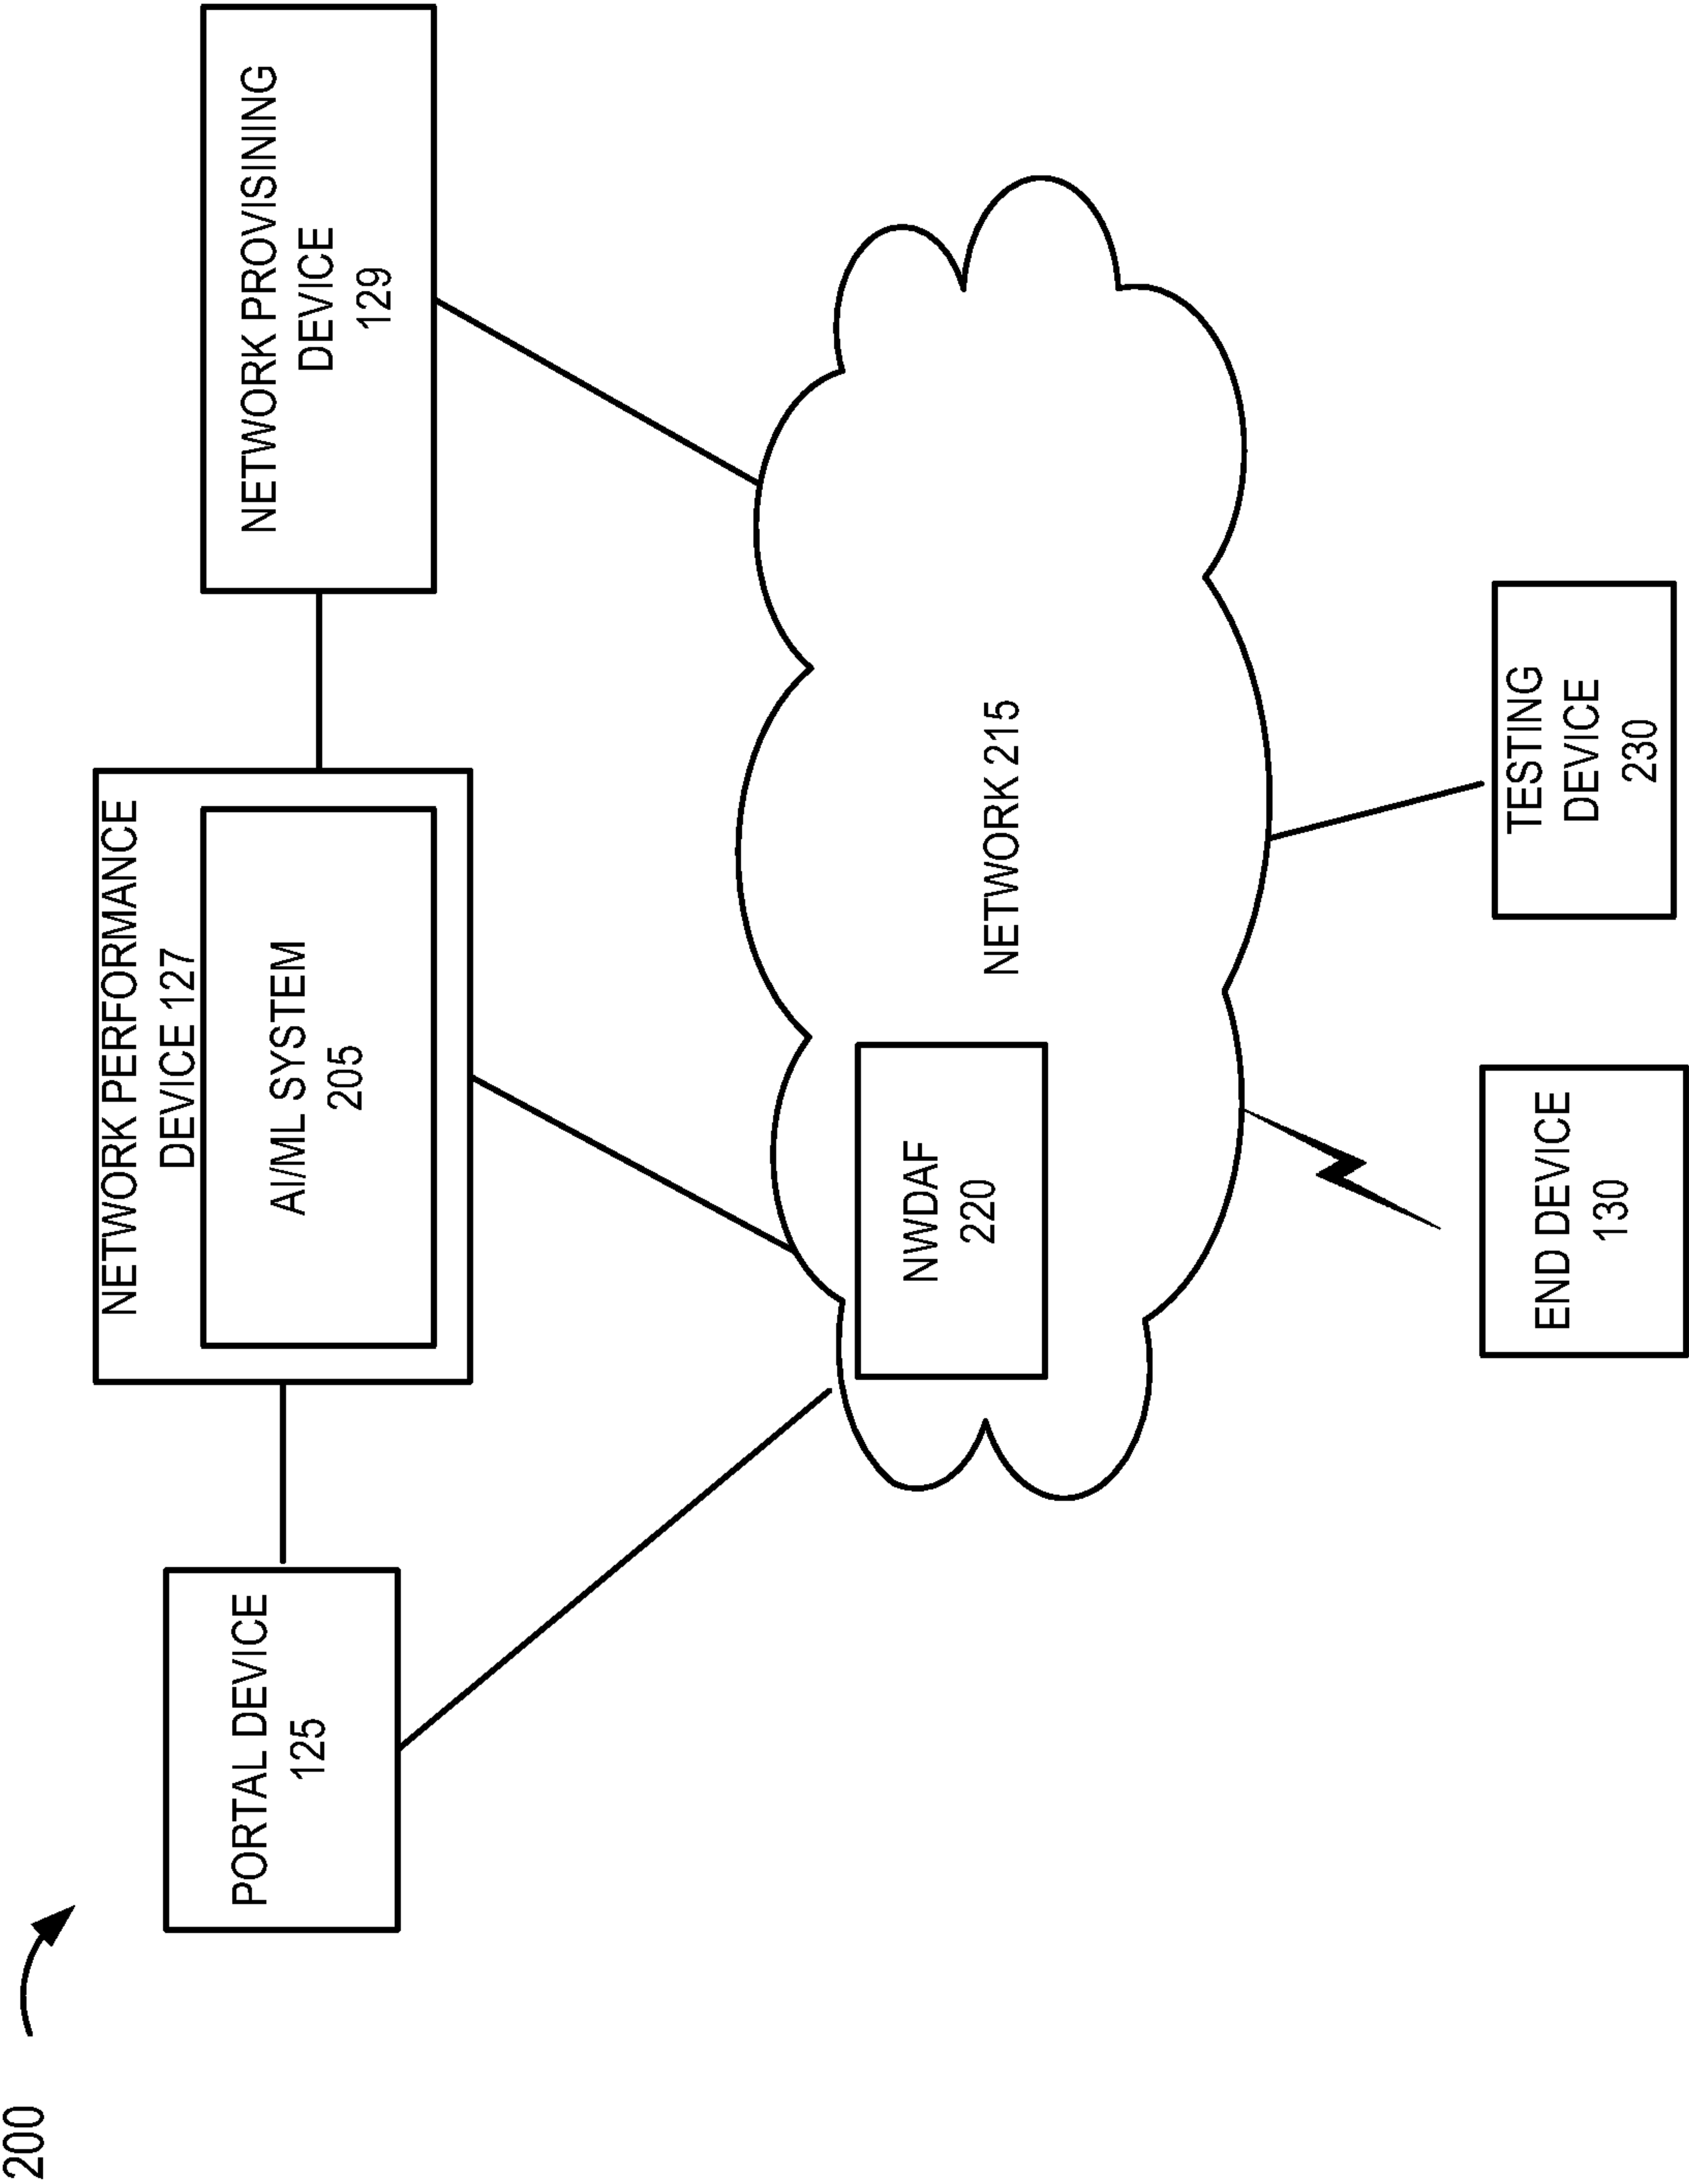 200
PORTAL DEVICE
125
NETWORK PERFORMANCE
DEVICE 127
AI/ML SYSTEM
205
NETWORK PROVISINING
DEVICE
129
NWDAF
220
NETWORK 215
END DEVICE
130
TESTING
DEVICE
230